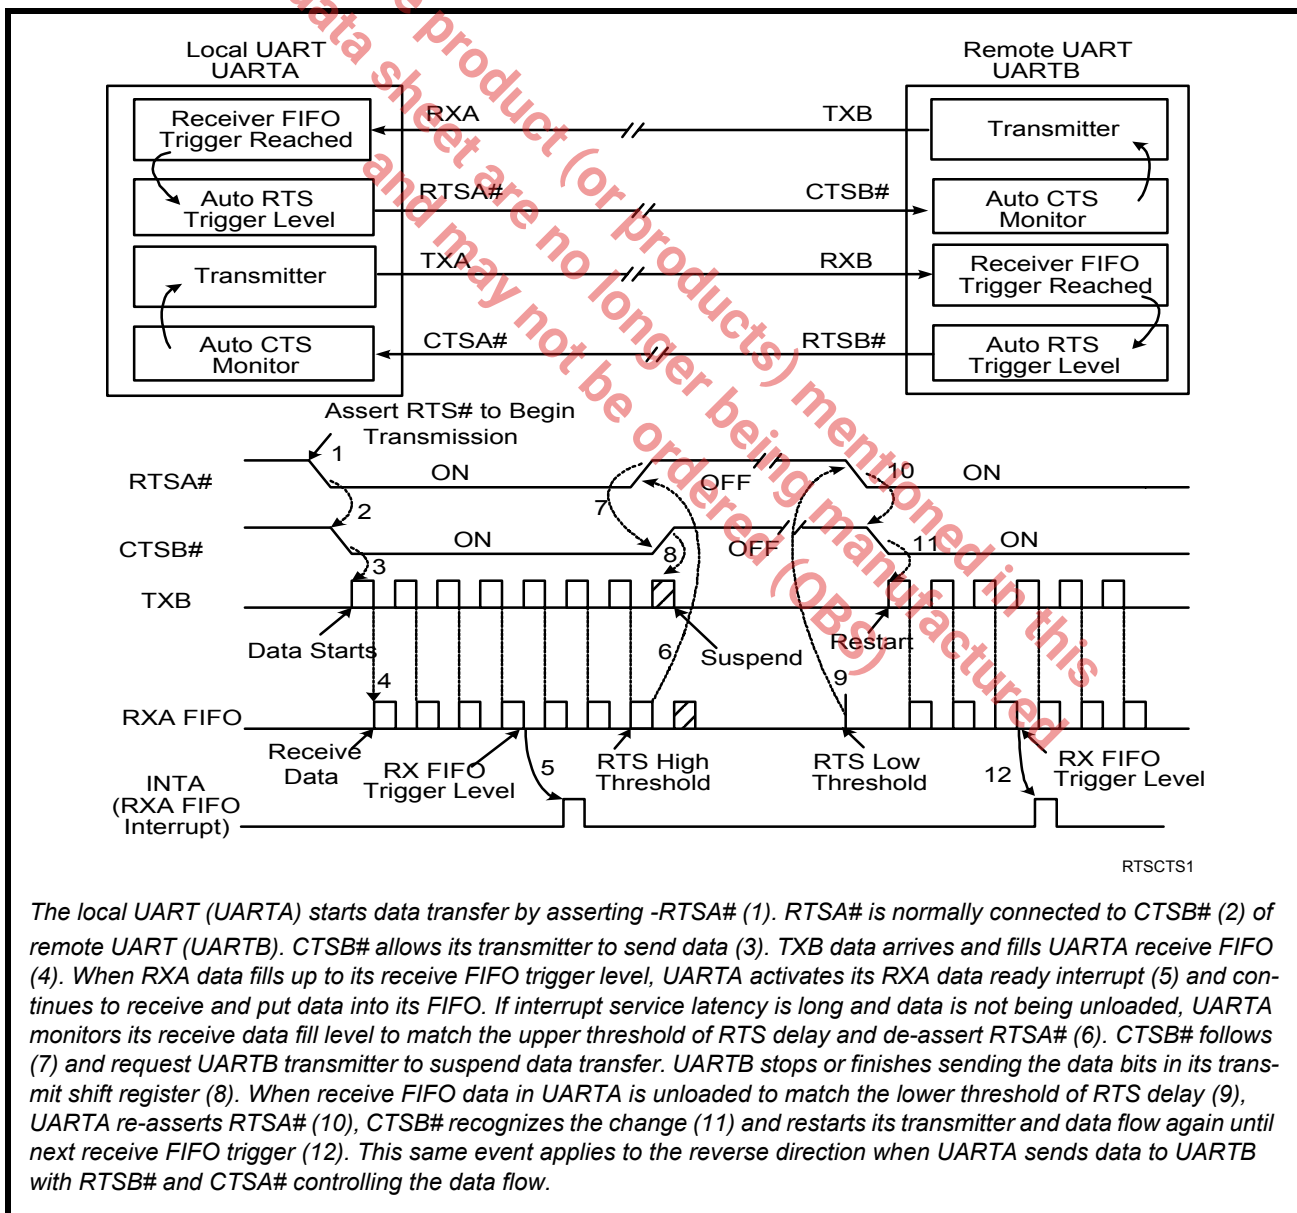 Local UART
UARTA
Remote UART
UARTB
Receiver FIFO
Trigger Reached
RXA
TXB
Transmitter
Auto RTS
Trigger Level
RTSA#
CTSB#
Auto CTS
Monitor
Transmitter
TXA
RXB
Receiver FIFO
Trigger Reached
Auto CTS
Monitor
CTSA#
RTSB#
Auto RTS
Trigger Level
Assert RTS# to Begin
Transmission
RTSA#
1
ON
7
OFF
10
ON
2
CTSB#
ON
8
OFF
11
ON
3
TXB
Data Starts
Suspend
Restart
4
6
9
RXA FIFO
Receive
Data
RX FIFO
Trigger Level
5
RTS High
Threshold
RTS Low
Threshold
12
RX FIFO
Trigger Level
INTA
(RXA FIFO
Interrupt)
RTSCTS1
The local UART (UARTA) starts data transfer by asserting -RTSA# (1). RTSA# is normally connected to CTSB# (2) of
remote UART (UARTB). CTSB# allows its transmitter to send data (3). TXB data arrives and fills UARTA receive FIFO
(4). When RXA data fills up to its receive FIFO trigger level, UARTA activates its RXA data ready interrupt (5) and con-
tinues to receive and put data into its FIFO. If interrupt service latency is long and data is not being unloaded, UARTA
monitors its receive data fill level to match the upper threshold of RTS delay and de-assert RTSA# (6). CTSB# follows
(7) and request UARTB transmitter to suspend data transfer. UARTB stops or finishes sending the data bits in its trans-
mit shift register (8). When receive FIFO data in UARTA is unloaded to match the lower threshold of RTS delay (9),
UARTA re-asserts RTSA# (10), CTSB# recognizes the change (11) and restarts its transmitter and data flow again until
next receive FIFO trigger (12). This same event applies to the reverse direction when UARTA sends data to UARTB
with RTSB# and CTSA# controlling the data flow.
product (or products) mentioned in this
data sheet are no longer being manufactured
and may not be ordered (OBS)